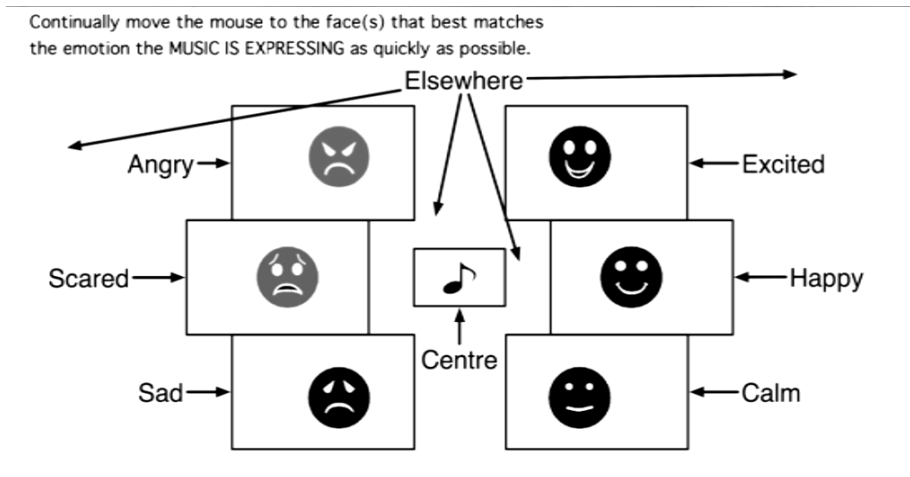 Continually move the mouse to the face(s) that best matches
the emotion the MUSIC IS EXPRESSING as quickly as possible.
Elsewhere
Angry
Excited
Scared
Happy
Centre
Sad
Calm